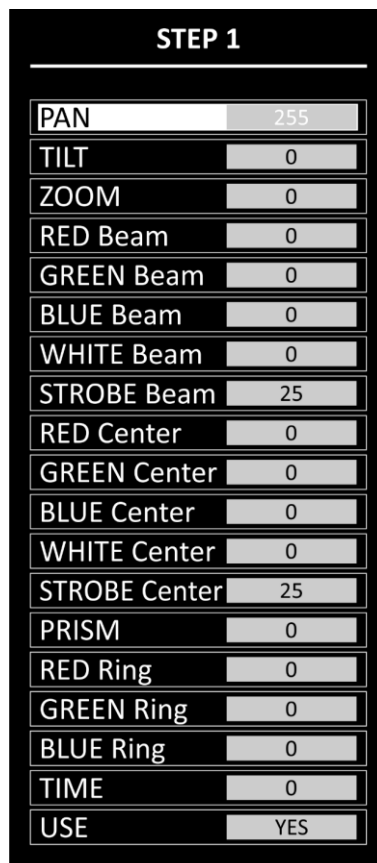 STEP 1
PAN 255
TILT 0
ZOOM 0
RED Beam 0
GREEN Beam 0
BLUE Beam 0
WHITE Beam 0
STROBE Beam 25
RED Center 0
GREEN Center 0
BLUE Center 0
WHITE Center 0
STROBE Center 25
PRISM 0
RED Ring 0
GREEN Ring 0
BLUE Ring 0
TIME 0
USE YES